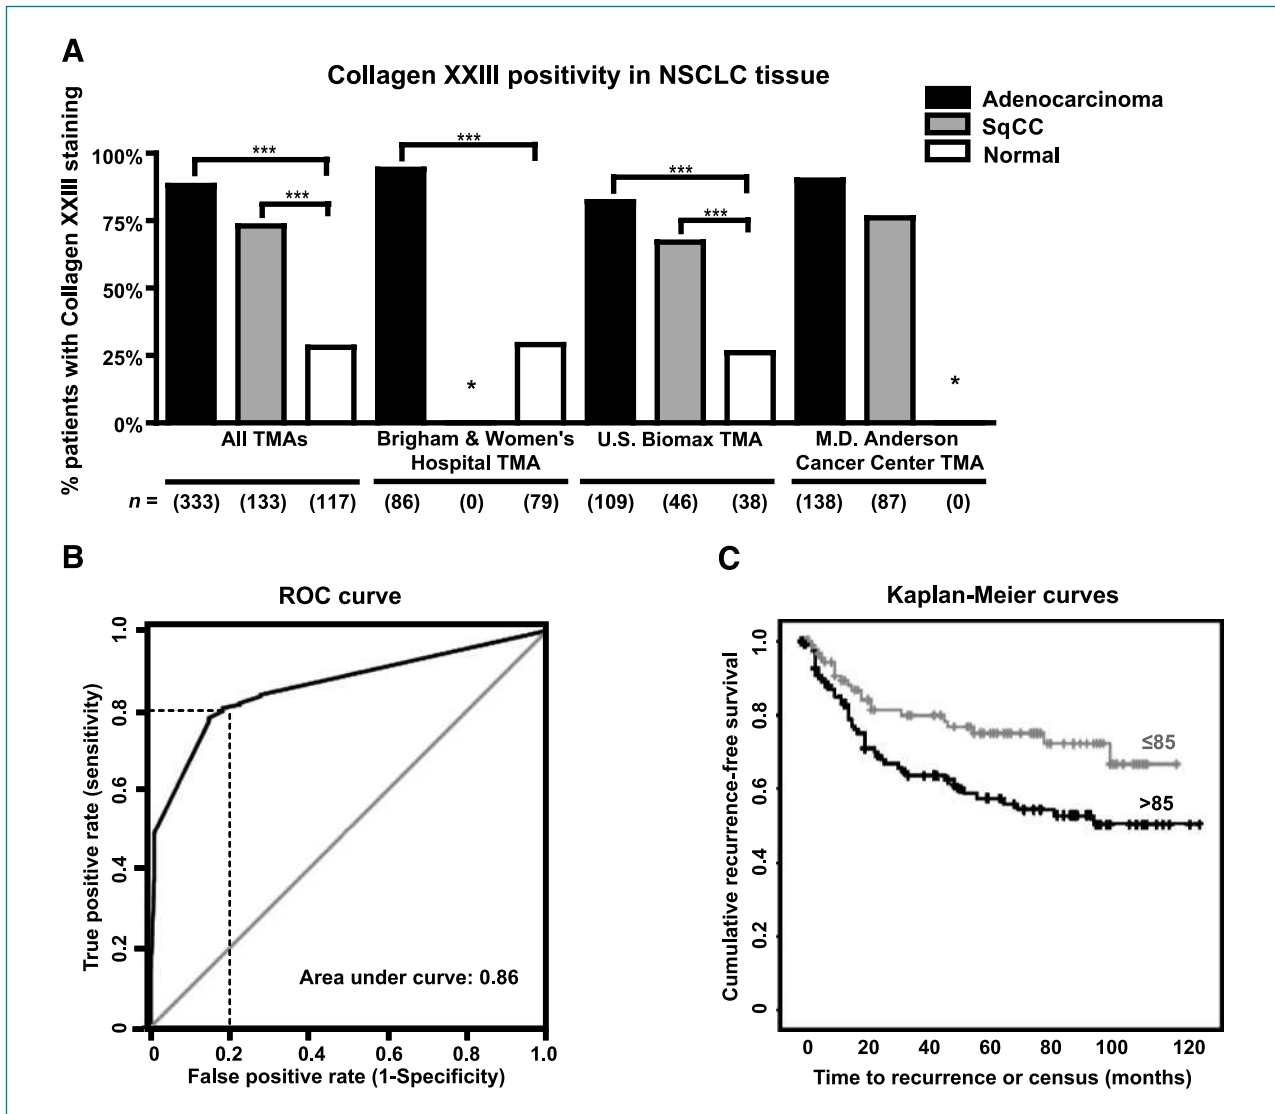 A
Collagen XXIII positivity in NSCLC tissue
Adenocarcinoma
SqCC
Normal
% patients with Collagen XXIII staining
100%
75%
50%
25%
0%
***
***
***
***
***
*
*
All TMAs
Brigham & Women's
Hospital TMA
U.S. Biomax TMA
M.D. Anderson
Cancer Center TMA
n = (333) (133) (117) (86) (0) (79) (109) (46) (38) (138) (87) (0)
B
ROC curve
True positive rate (sensitivity)
1.0
0.8
0.6
0.4
0.2
0
Area under curve: 0.86
0 0.2 0.4 0.6 0.8 1.0
False positive rate (1-Specificity)
C
Kaplan-Meier curves
Cumulative recurrence-free survival
1.0
0.8
0.6
0.4
0.2
0
≤85
>85
0 20 40 60 80 100 120
Time to recurrence or census (months)